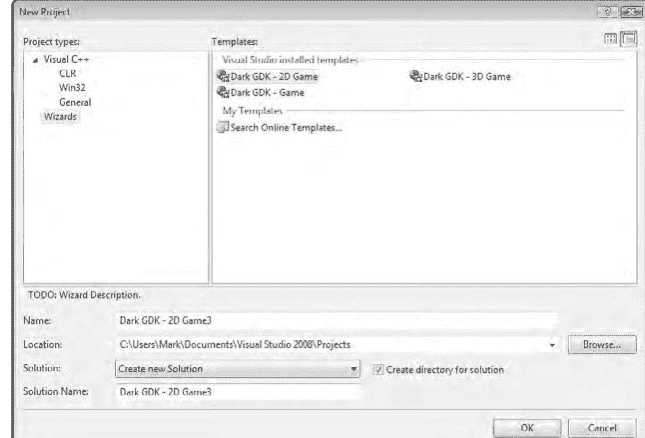 New Project
Project types:
Templates:
Visual C++
CLR
Win32
General
Wizards
Visual Studio installed templates
Dark GDK - 2D Game
Dark GDK - 3D Game
Dark GDK - Game
My Templates
Search Online Templates...
TODO: Wizard Description.
Name: Dark GDK - 2D Game3
Location: C:\Users\Mark\Documents\Visual Studio 2008\Projects Browse...
Solution: Create new Solution Create directory for solution
Solution Name: Dark GDK - 2D Game3
OK Cancel